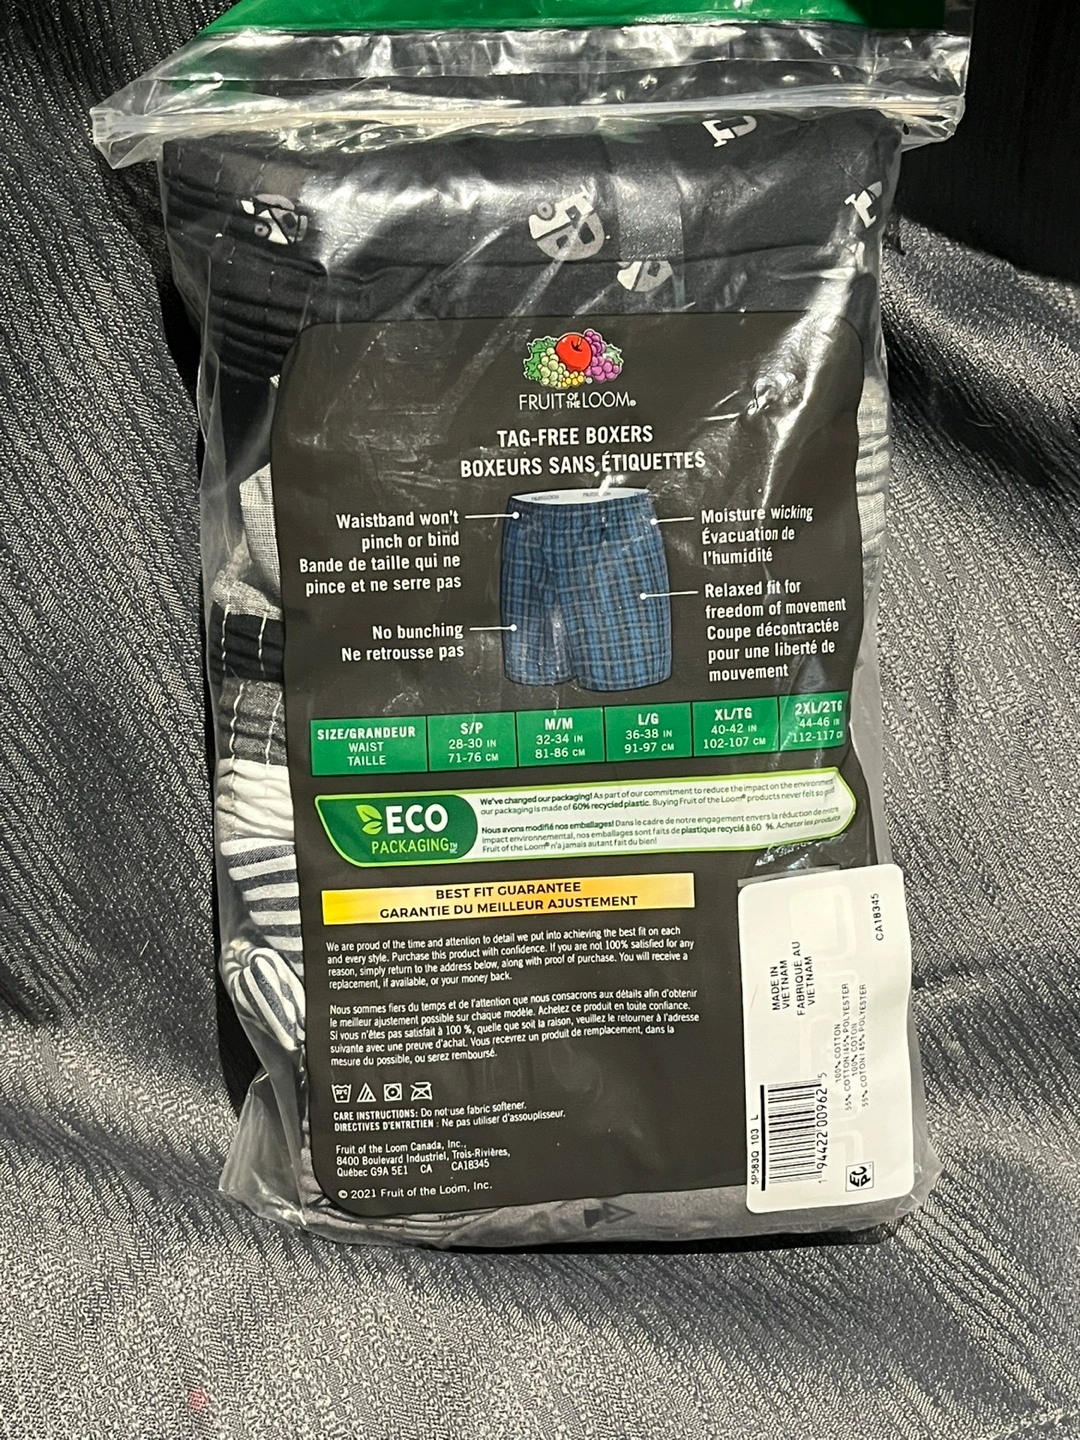 FRUIT OF THE LOOM®
TAG-FREE BOXERS
BOXEURS SANS ÉTIQUETTES
Waistband won't
pinch or bind
Bande de taille qui ne
pince et ne serre pas
No bunching
Ne retrousse pas
Moisture wicking
Évacuation de
l'humidité
Relaxed fit for
freedom of movement
Coupe décontractée
pour une liberté de
mouvement
SIZE/GRANDEUR
WAIST
TAILLE
S/P
28-30 IN
71-76 CM
M/M
32-34 IN
81-86 CM
L/G
36-38 IN
91-97 CM
XL/TG
40-42 IN
102-107 CM
2XL/2TG
44-46 IN
112-117 CM
ECO
PACKAGING™
We've changed our packaging! As part of our commitment to reduce the impact on the environment
our packaging is made of 60% recycled plastic. Buying Fruit of the Loom® products never felt so good!
Nous avons modifié nos emballages! Dans le cadre de notre engagement envers la réduction de notre
impact environnemental, nos emballages sont faits de plastique recyclé à 60 %. Acheter les produits
Fruit of the Loom® n'a jamais autant fait du bien!
BEST FIT GUARANTEE
GARANTIE DU MEILLEUR AJUSTEMENT
We are proud of the time and attention to detail we put into achieving the best fit on each
and every style. Purchase this product with confidence. If you are not 100% satisfied for any
reason, simply return to the address below, along with proof of purchase. You will receive a
replacement, if available, or your money back.
Nous sommes fiers du temps et de l'attention que nous consacrons aux détails afin d'obtenir
le meilleur ajustement possible sur chaque modèle. Achetez ce produit en toute confiance.
Si vous n'êtes pas satisfait à 100 %, quelle que soit la raison, veuillez le retourner à l'adresse
suivante avec une preuve d'achat. Vous recevrez un produit de remplacement, dans la
mesure du possible, ou serez remboursé.
CARE INSTRUCTIONS: Do not use fabric softener.
DIRECTIVES D'ENTRETIEN : Ne pas utiliser d'assouplisseur.
Fruit of the Loom Canada, Inc.,
8400 Boulevard Industriel, Trois-Rivières,
Québec G9A 5E1 CA CA18345
© 2021 Fruit of the Loom, Inc.
CA18345
MADE IN
VIETNAM
FABRIQUÉ AU
VIETNAM
100% COTTON
55% COTTON/45% POLYESTER
100% COTON
55% COTON/45% POLYESTER
5P583Q 103 L
1 94422 00962 5